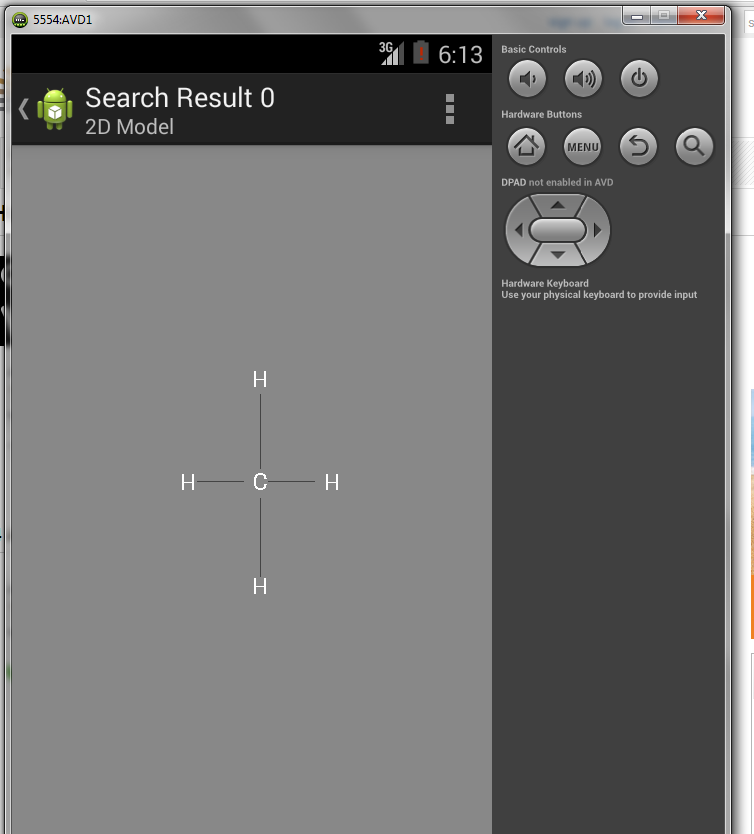 5554:AVD1
3G
6:13
Search Result 0
2D Model
H
H C H
H
Basic Controls
Hardware Buttons
MENU
DPAD not enabled in AVD
Hardware Keyboard
Use your physical keyboard to provide input